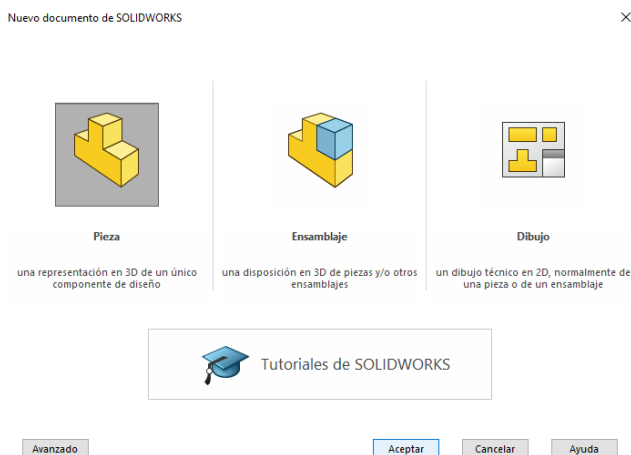 Nuevo documento de SOLIDWORKS
Pieza
una representación en 3D de un único
componente de diseño
Ensamblaje
una disposición en 3D de piezas y/o otros
ensamblajes
Dibujo
un dibujo técnico en 2D, normalmente de
una pieza o de un ensamblaje
Tutoriales de SOLIDWORKS
Avanzado
Aceptar
Cancelar
Ayuda